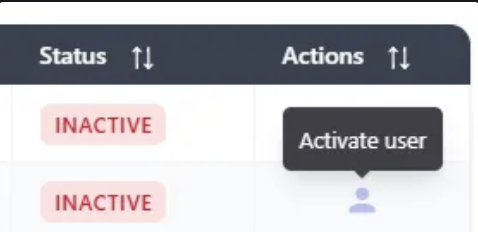 Status Actions
INACTIVE
Activate user
INACTIVE